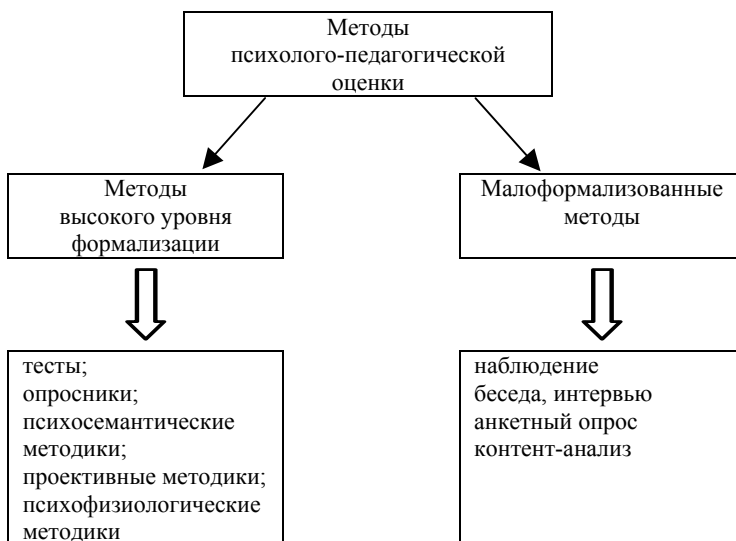 Методы
психолого-педагогической
оценки
Методы
высокого уровня
формализации
Малоформализованные
методы
тесты;
опросники;
психосемантические
методики;
проективные методики;
психофизиологические
методики
наблюдение
беседа, интервью
анкетный опрос
контент-анализ